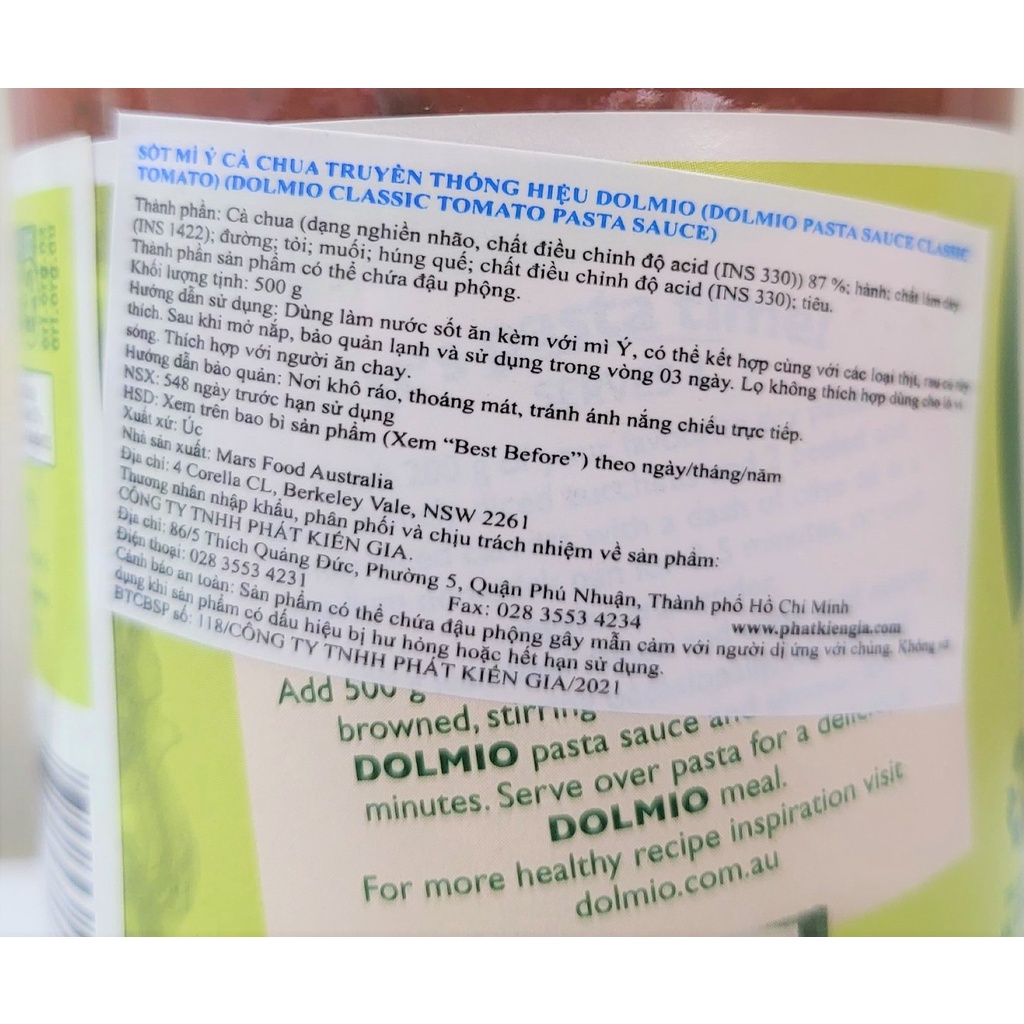 SỐT MÌ Ý CÀ CHUA TRUYỀN THỐNG HIỆU DOLMIO (DOLMIO PASTA SAUCE CLASSIC
TOMATO) (DOLMIO CLASSIC TOMATO PASTA SAUCE)
Thành phần: Cà chua (dạng nghiền nhão, chất điều chỉnh độ acid (INS 330)) 87 %; hành; chất làm dày
(INS 1422); đường; tỏi; muối; húng quế; chất điều chỉnh độ acid (INS 330); tiêu.
Thành phần sản phẩm có thể chứa đậu phộng.
Khối lượng tịnh: 500 g
Hướng dẫn sử dụng: Dùng làm nước sốt ăn kèm với mì Ý, có thể kết hợp cùng với các loại thịt, rau củ
thích. Sau khi mở nắp, bảo quản lạnh và sử dụng trong vòng 03 ngày. Lọ không thích hợp dùng cho lò vi
sóng. Thích hợp với người ăn chay.
Hướng dẫn bảo quản: Nơi khô ráo, thoáng mát, tránh ánh nắng chiếu trực tiếp.
NSX: 548 ngày trước hạn sử dụng
HSD: Xem trên bao bì sản phẩm (Xem “Best Before”) theo ngày/tháng/năm
Xuất xứ: Úc
Nhà sản xuất: Mars Food Australia
Địa chỉ: 4 Corella CL, Berkeley Vale, NSW 2261
Thương nhân nhập khẩu, phân phối và chịu trách nhiệm về sản phẩm:
CÔNG TY TNHH PHÁT KIẾN GIA.
Địa chỉ: 86/5 Thích Quảng Đức, Phường 5, Quận Phú Nhuận, Thành phố Hồ Chí Minh
Điện thoại: 028 3553 4231 Fax: 028 3553 4234 www.phatkiengia.com
Cảnh báo an toàn: Sản phẩm có thể chứa đậu phộng gây mẫn cảm với người dị ứng với chúng. Không sử
dụng khi sản phẩm có dấu hiệu bị hư hỏng hoặc hết hạn sử dụng.
BTCBSP số: 118/CÔNG TY TNHH PHÁT KIẾN GIA/2021
Add 500 g
browned, stirring
DOLMIO pasta sauce
minutes. Serve over pasta for a
DOLMIO meal.
For more healthy recipe inspiration visit
dolmio.com.au